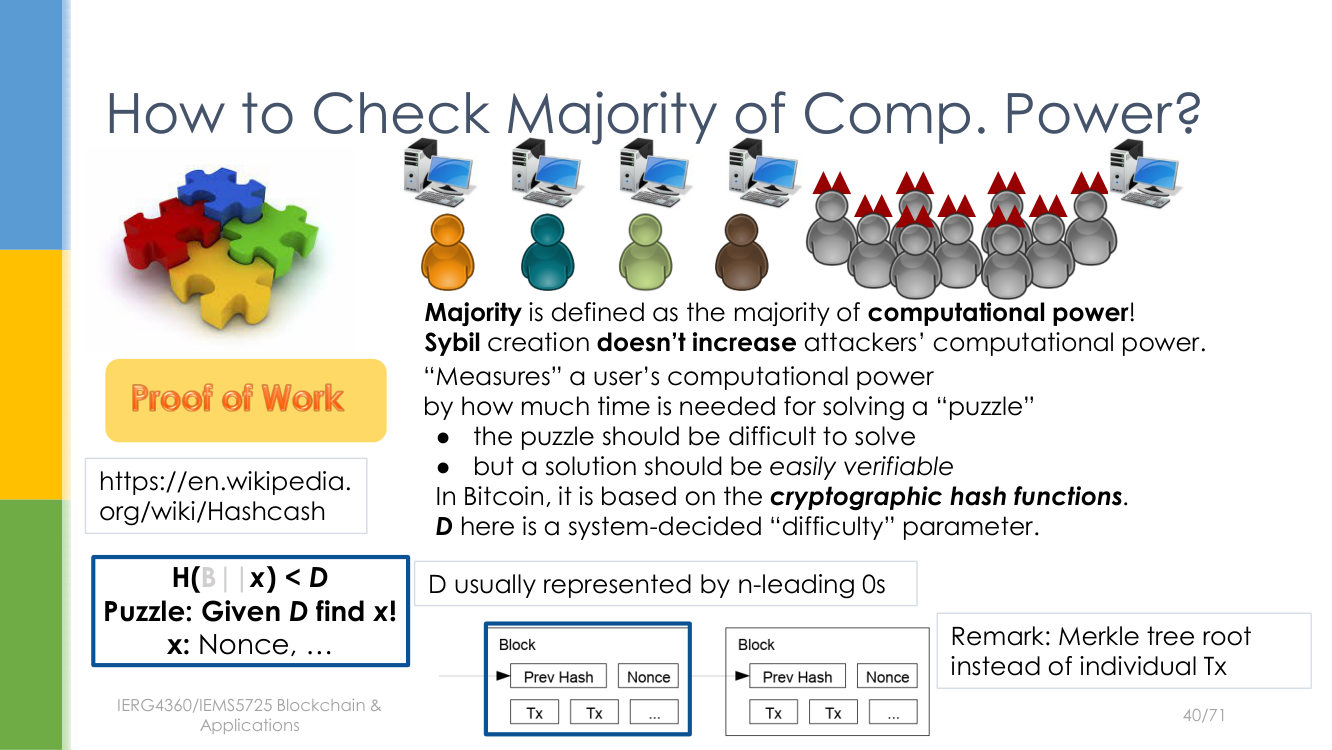 How to Check Majority of Comp. Power?
Majority is defined as the majority of computational power!
Sybil creation doesn't increase attackers' computational power.
“Measures” a user's computational power
by how much time is needed for solving a “puzzle”
● the puzzle should be difficult to solve
● but a solution should be easily verifiable
In Bitcoin, it is based on the cryptographic hash functions.
D here is a system-decided “difficulty” parameter.
Proof of Work
https://en.wikipedia.
org/wiki/Hashcash
H(B||x) < D
Puzzle: Given D find x!
x: Nonce, …
D usually represented by n-leading 0s
Block
Prev Hash Nonce
Tx Tx ...
Block
Prev Hash Nonce
Tx Tx ...
Remark: Merkle tree root
instead of individual Tx
IERG4360/IEMS5725 Blockchain &
Applications
40/71